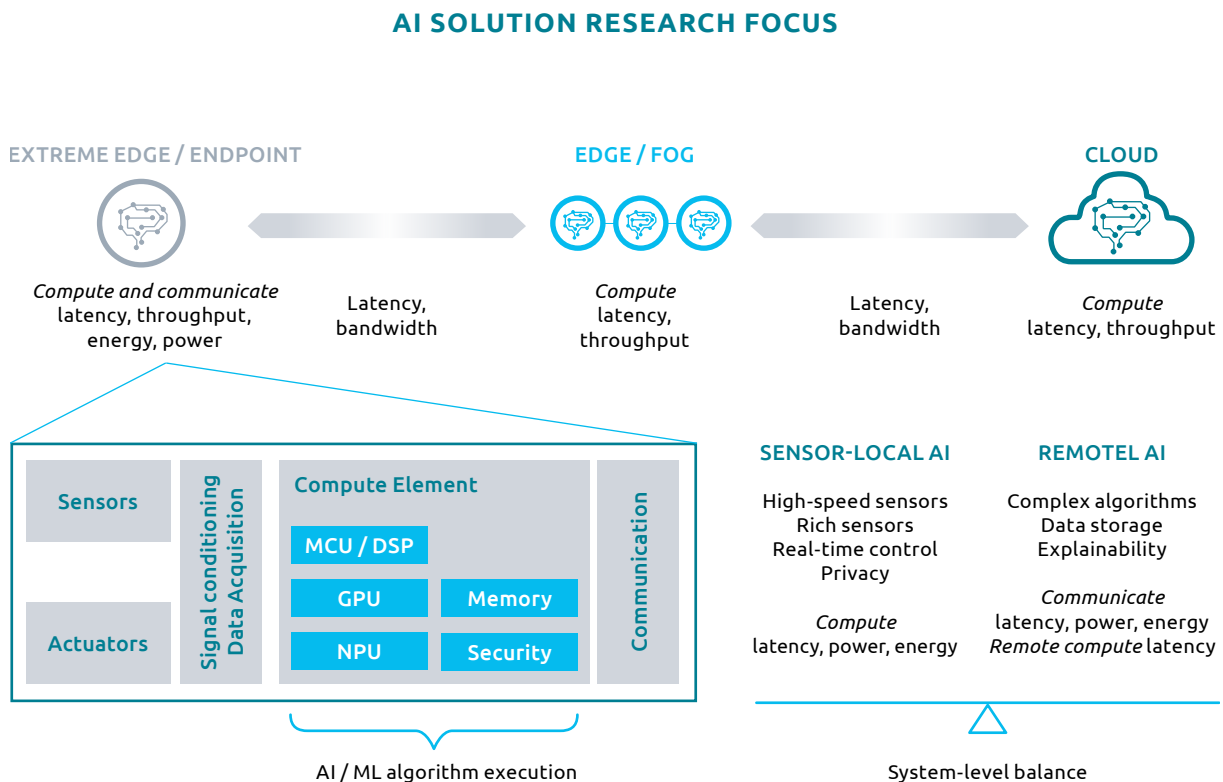 AI SOLUTION RESEARCH FOCUS
EXTREME EDGE / ENDPOINT
EDGE / FOG
CLOUD
Compute and communicate
latency, throughput,
energy, power
Latency,
bandwidth
Compute
latency,
throughput
Latency,
bandwidth
Compute
latency, throughput
Sensors
Actuators
Signal conditioning
Data Acquisition
Compute Element
MCU / DSP
GPU
NPU
Memory
Security
Communication
AI / ML algorithm execution
SENSOR-LOCAL AI
High-speed sensors
Rich sensors
Real-time control
Privacy
Compute
latency, power, energy
REMOTEL AI
Complex algorithms
Data storage
Explainability
Communicate
latency, power, energy
Remote compute latency
System-level balance